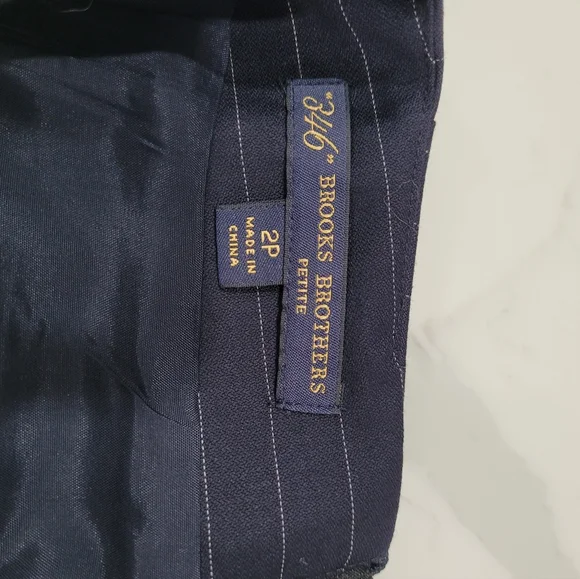 "346" BROOKS BROTHERS
PETITE
2P
MADE IN
CHINA